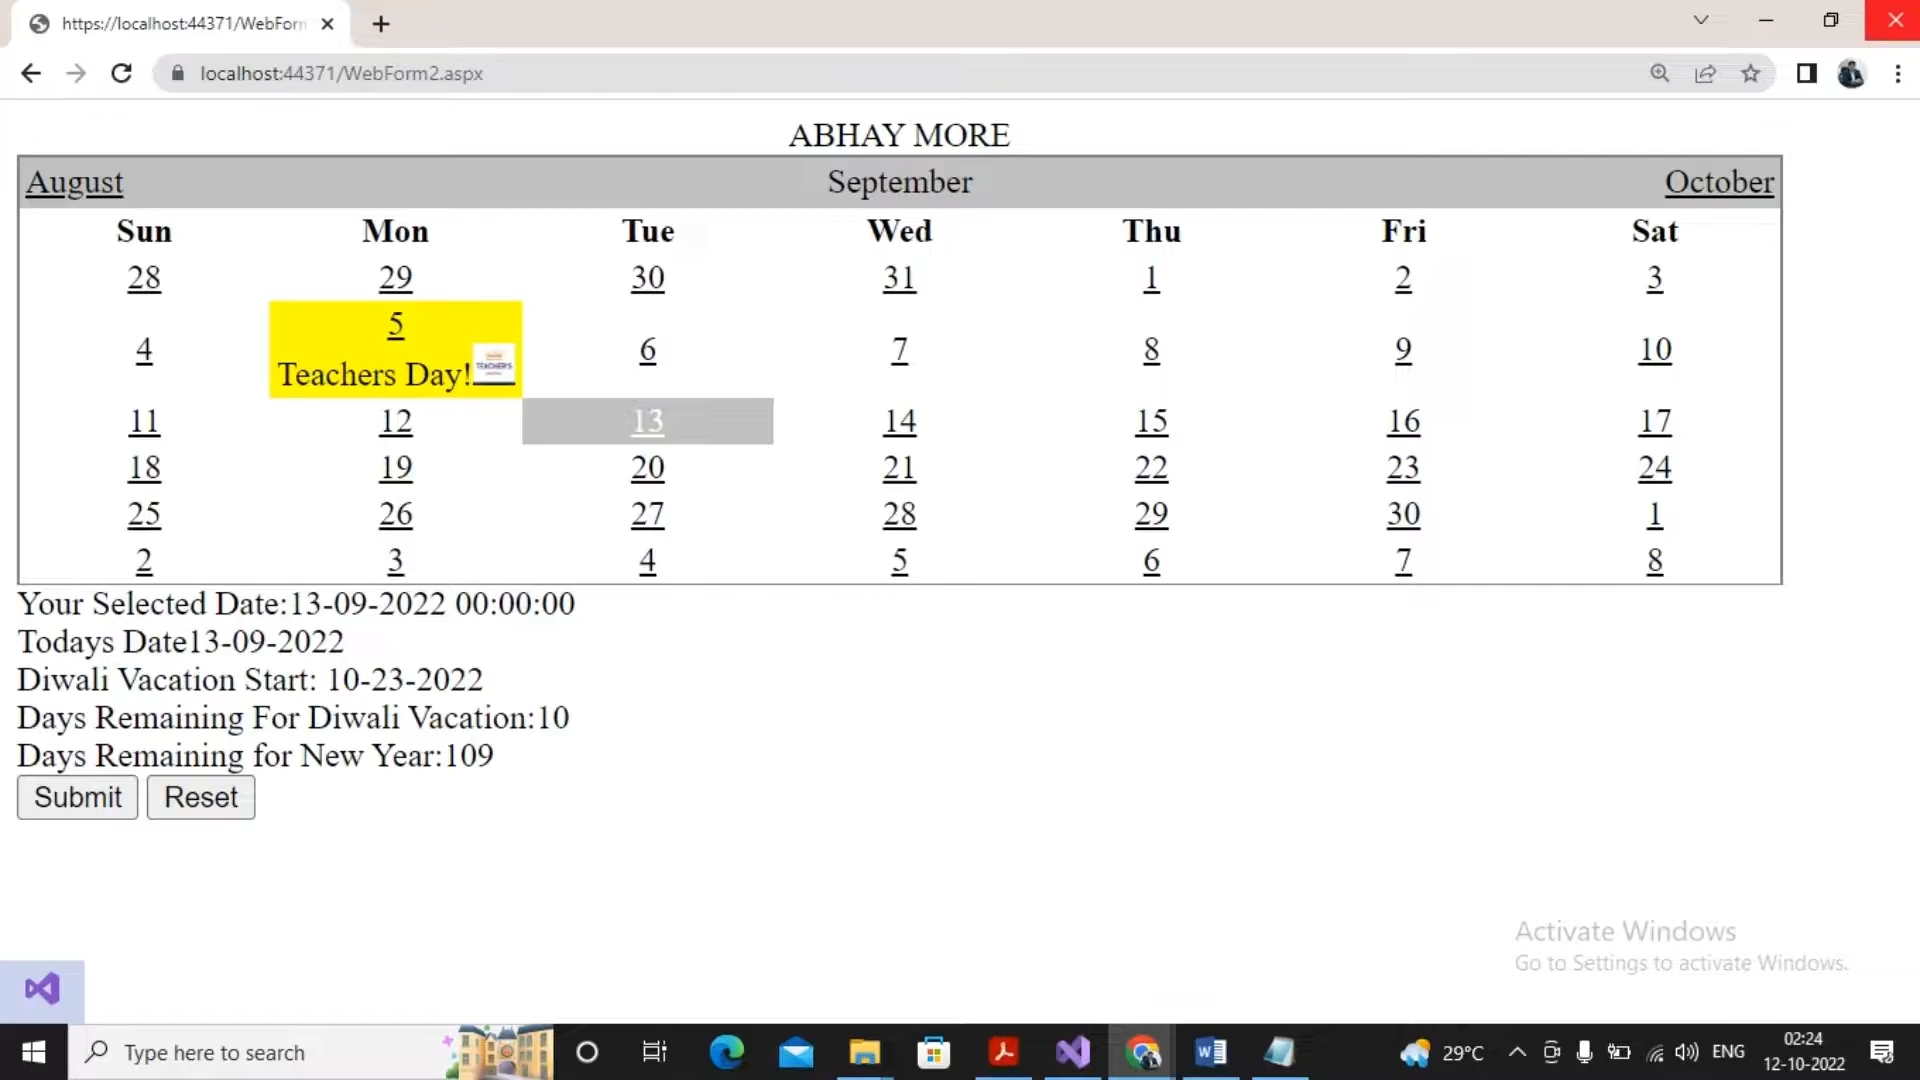 https://localhost:44371/WebForm
localhost:44371/WebForm2.aspx
ABHAY MORE
August September October
Sun Mon Tue Wed Thu Fri Sat
28 29 30 31 1 2 3
4 5 6 7 8 9 10
Teachers Day! TEACHER'S
11 12 13 14 15 16 17
18 19 20 21 22 23 24
25 26 27 28 29 30 1
2 3 4 5 6 7 8
Your Selected Date:13-09-2022 00:00:00
Todays Date13-09-2022
Diwali Vacation Start: 10-23-2022
Days Remaining For Diwali Vacation:10
Days Remaining for New Year:109
Submit Reset
Activate Windows
Go to Settings to activate Windows.
Type here to search
29°C
ENG
02:24
12-10-2022